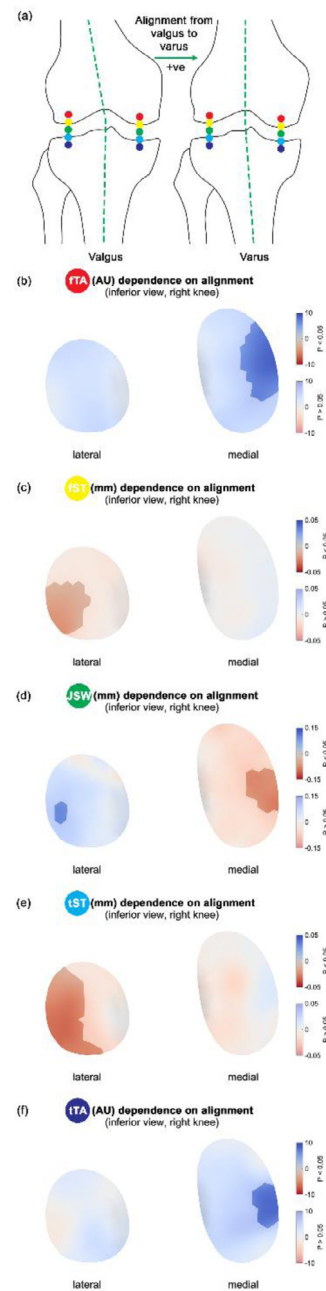 (a)
Alignment from
valgus to
varus
+ve
Valgus
Varus
(b)
fTA (AU) dependence on alignment
(inferior view, right knee)
10
0
-10
P < 0.05
10
0
-10
P > 0.05
lateral
medial
(c)
fST (mm) dependence on alignment
(inferior view, right knee)
0.05
0
-0.05
P < 0.05
0.05
0
-0.05
P > 0.05
lateral
medial
(d)
JSW (mm) dependence on alignment
(inferior view, right knee)
0.15
0
-0.15
P < 0.05
0.15
0
-0.15
P > 0.05
lateral
medial
(e)
tST (mm) dependence on alignment
(inferior view, right knee)
0.05
0
-0.05
P < 0.05
0.05
0
-0.05
P > 0.05
lateral
medial
(f)
tTA (AU) dependence on alignment
(inferior view, right knee)
10
0
-10
P < 0.05
10
0
-10
P > 0.05
lateral
medial